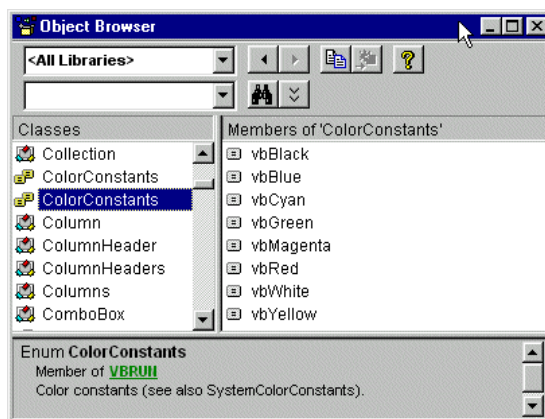 Object Browser
<All Libraries>
Classes
Members of 'ColorConstants'
Collection
ColorConstants
ColorConstants
Column
ColumnHeader
ColumnHeaders
Columns
ComboBox
vbBlack
vbBlue
vbCyan
vbGreen
vbMagenta
vbRed
vbWhite
vbYellow
Enum ColorConstants
Member of VBRUN
Color constants (see also SystemColorConstants).